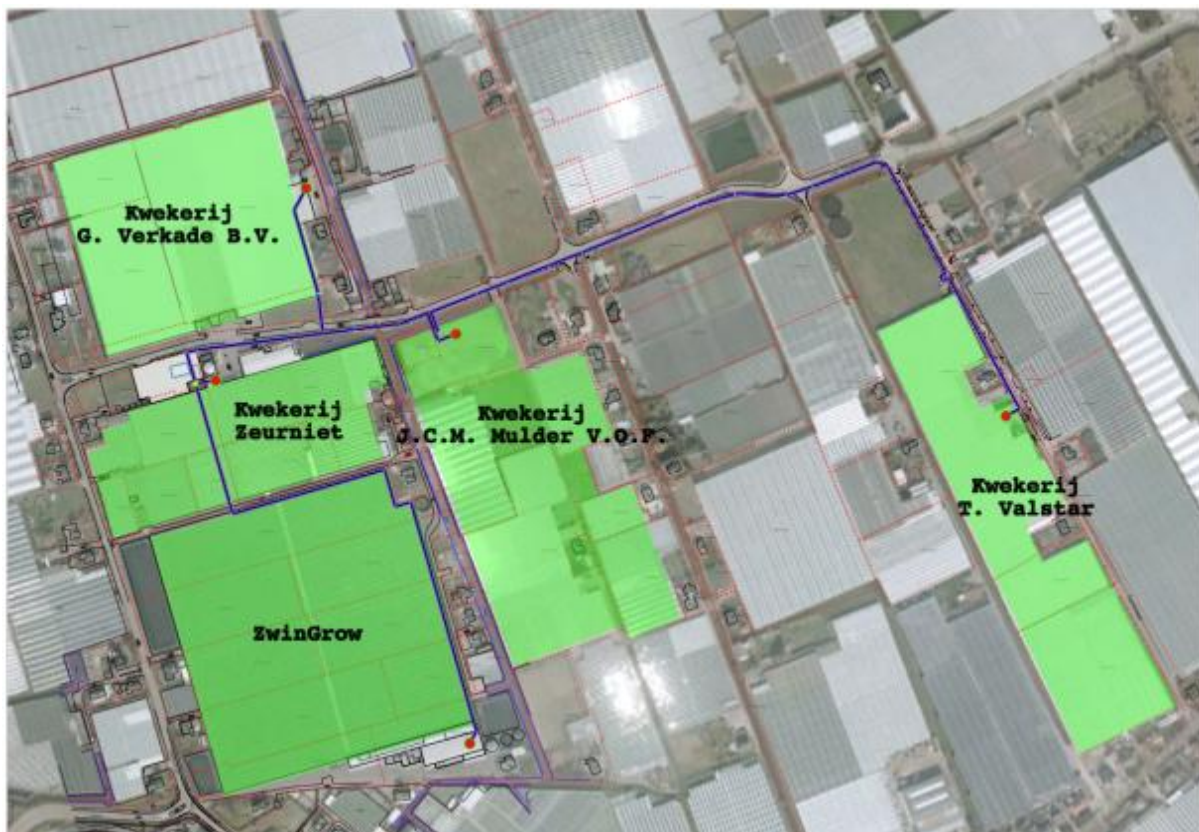 Kwekerij
G. Verkade B.V.
Kwekerij
Zeurniet
Kwekerij
J.C.M. Mulder V.O.F.
Kwekerij
T. Valstar
ZwinGrow